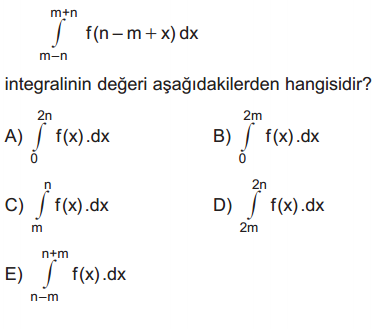 m+n
∫ f(n – m + x) dx
m–n
integralinin değeri aşağıdakilerden hangisidir?
2n
A) ∫ f(x).dx
0
2m
B) ∫ f(x).dx
0
n
C) ∫ f(x).dx
m
2n
D) ∫ f(x).dx
2m
n+m
E) ∫ f(x).dx
n–m